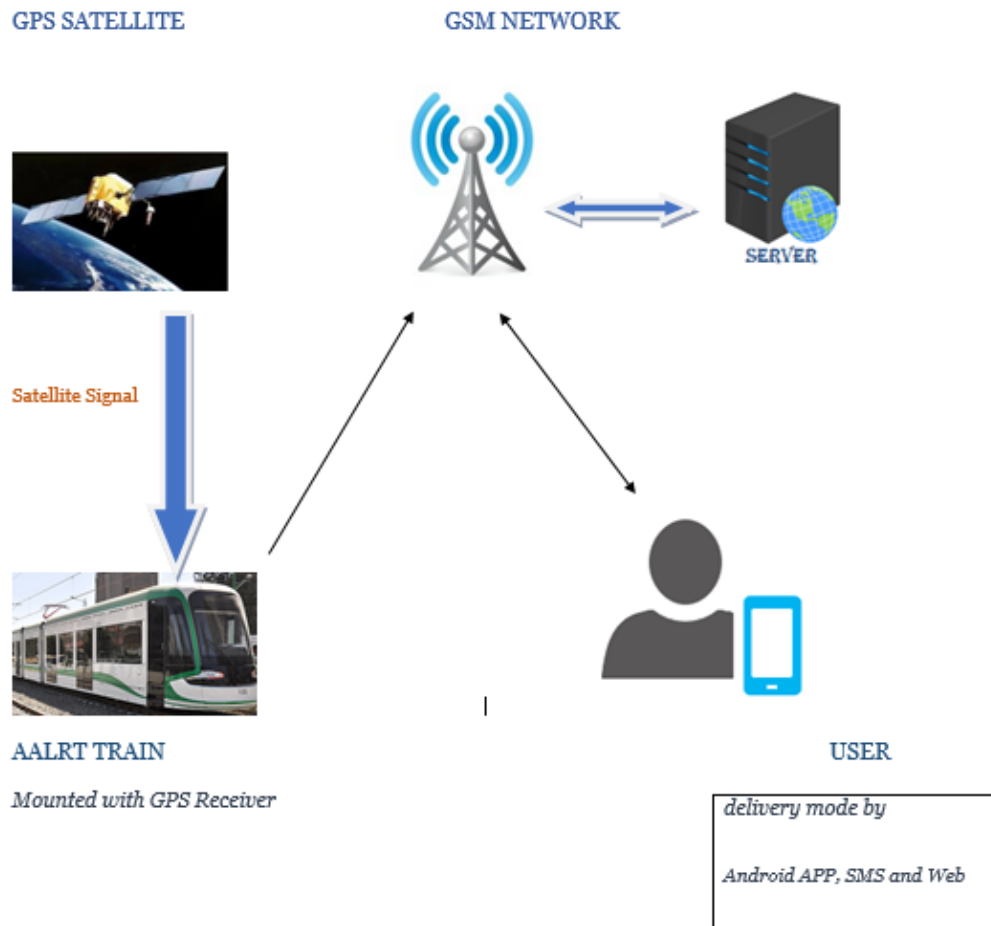 GPS SATELLITE
GSM NETWORK
SERVER
Satellite Signal
AALRT TRAIN
Mounted with GPS Receiver
USER
delivery mode by
Android APP, SMS and Web